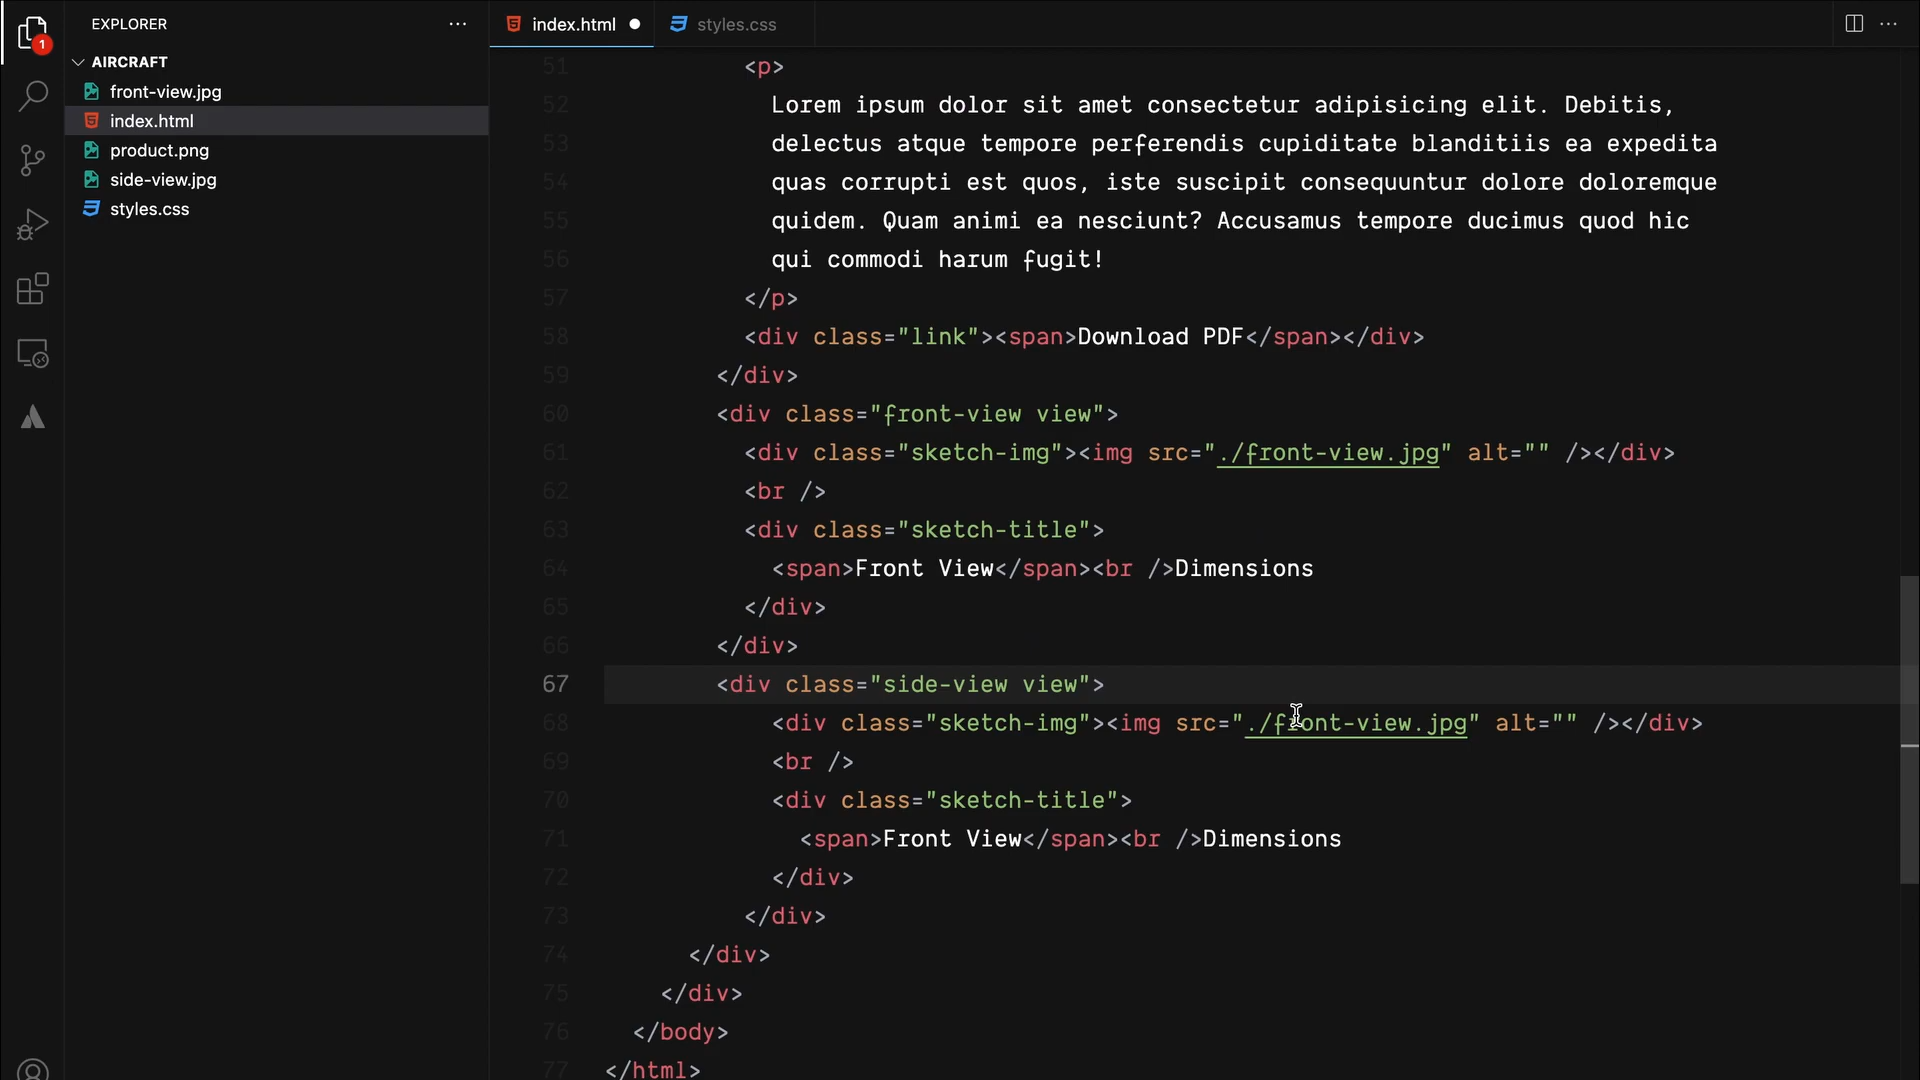 EXPLORER
AIRCRAFT
front-view.jpg
index.html
product.png
side-view.jpg
styles.css
1
index.html
styles.css
51 <p>
52 Lorem ipsum dolor sit amet consectetur adipisicing elit. Debitis,
53 delectus atque tempore perferendis cupiditate blanditiis ea expedita
54 quas corrupti est quos, iste suscipit consequuntur dolore doloremque
55 quidem. Quam animi ea nesciunt? Accusamus tempore ducimus quod hic
56 qui commodi harum fugit!
57 </p>
58 <div class="link"><span>Download PDF</span></div>
59 </div>
60 <div class="front-view view">
61 <div class="sketch-img"><img src="./front-view.jpg" alt="" /></div>
62 <br />
63 <div class="sketch-title">
64 <span>Front View</span><br />Dimensions
65 </div>
66 </div>
67 <div class="side-view view">
68 <div class="sketch-img"><img src="./front-view.jpg" alt="" /></div>
69 <br />
70 <div class="sketch-title">
71 <span>Front View</span><br />Dimensions
72 </div>
73 </div>
74 </div>
75 </div>
76 </body>
77 </html>